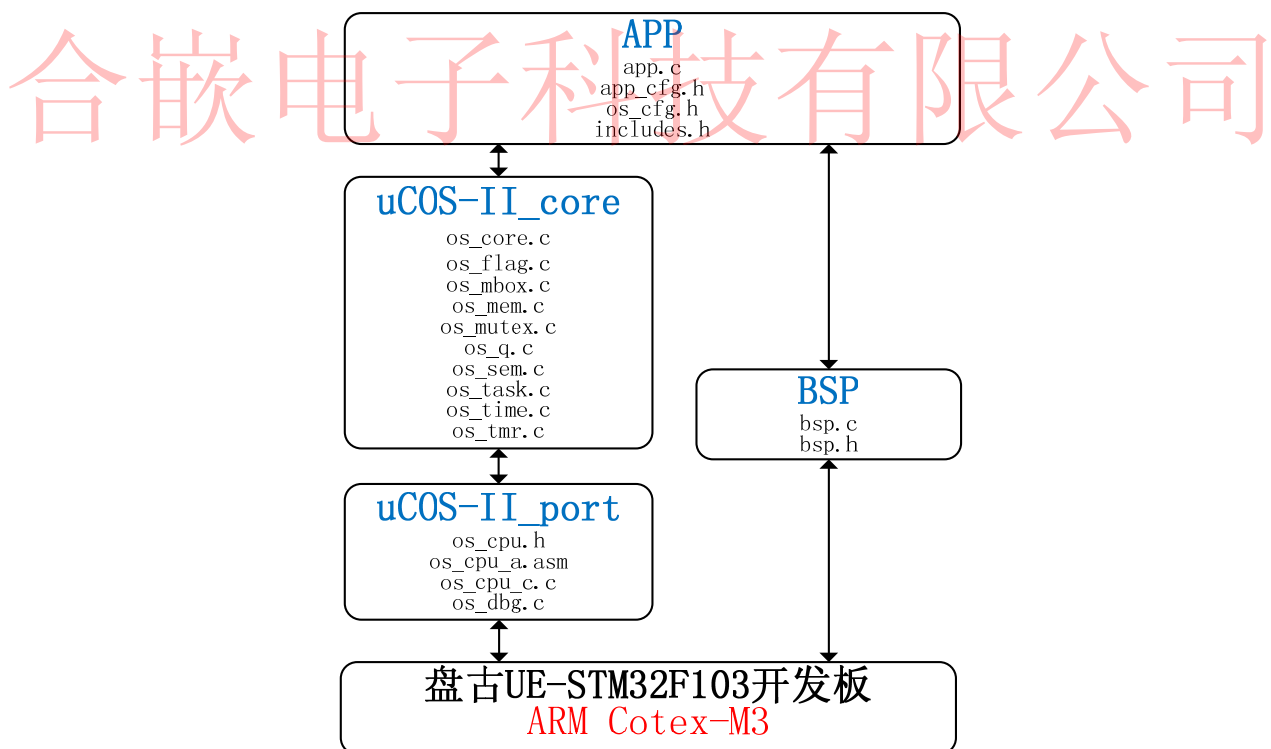 合嵌电子科技有限公司
APP
app.c
app_cfg.h
os_cfg.h
includes.h
uCOS-II_core
os_core.c
os_flag.c
os_mbox.c
os_mem.c
os_mutex.c
os_q.c
os_sem.c
os_task.c
os_time.c
os_tmr.c
BSP
bsp.c
bsp.h
uCOS-II_port
os_cpu.h
os_cpu_a.asm
os_cpu_c.c
os_dbg.c
盘古UE-STM32F103开发板
ARM Cotex-M3